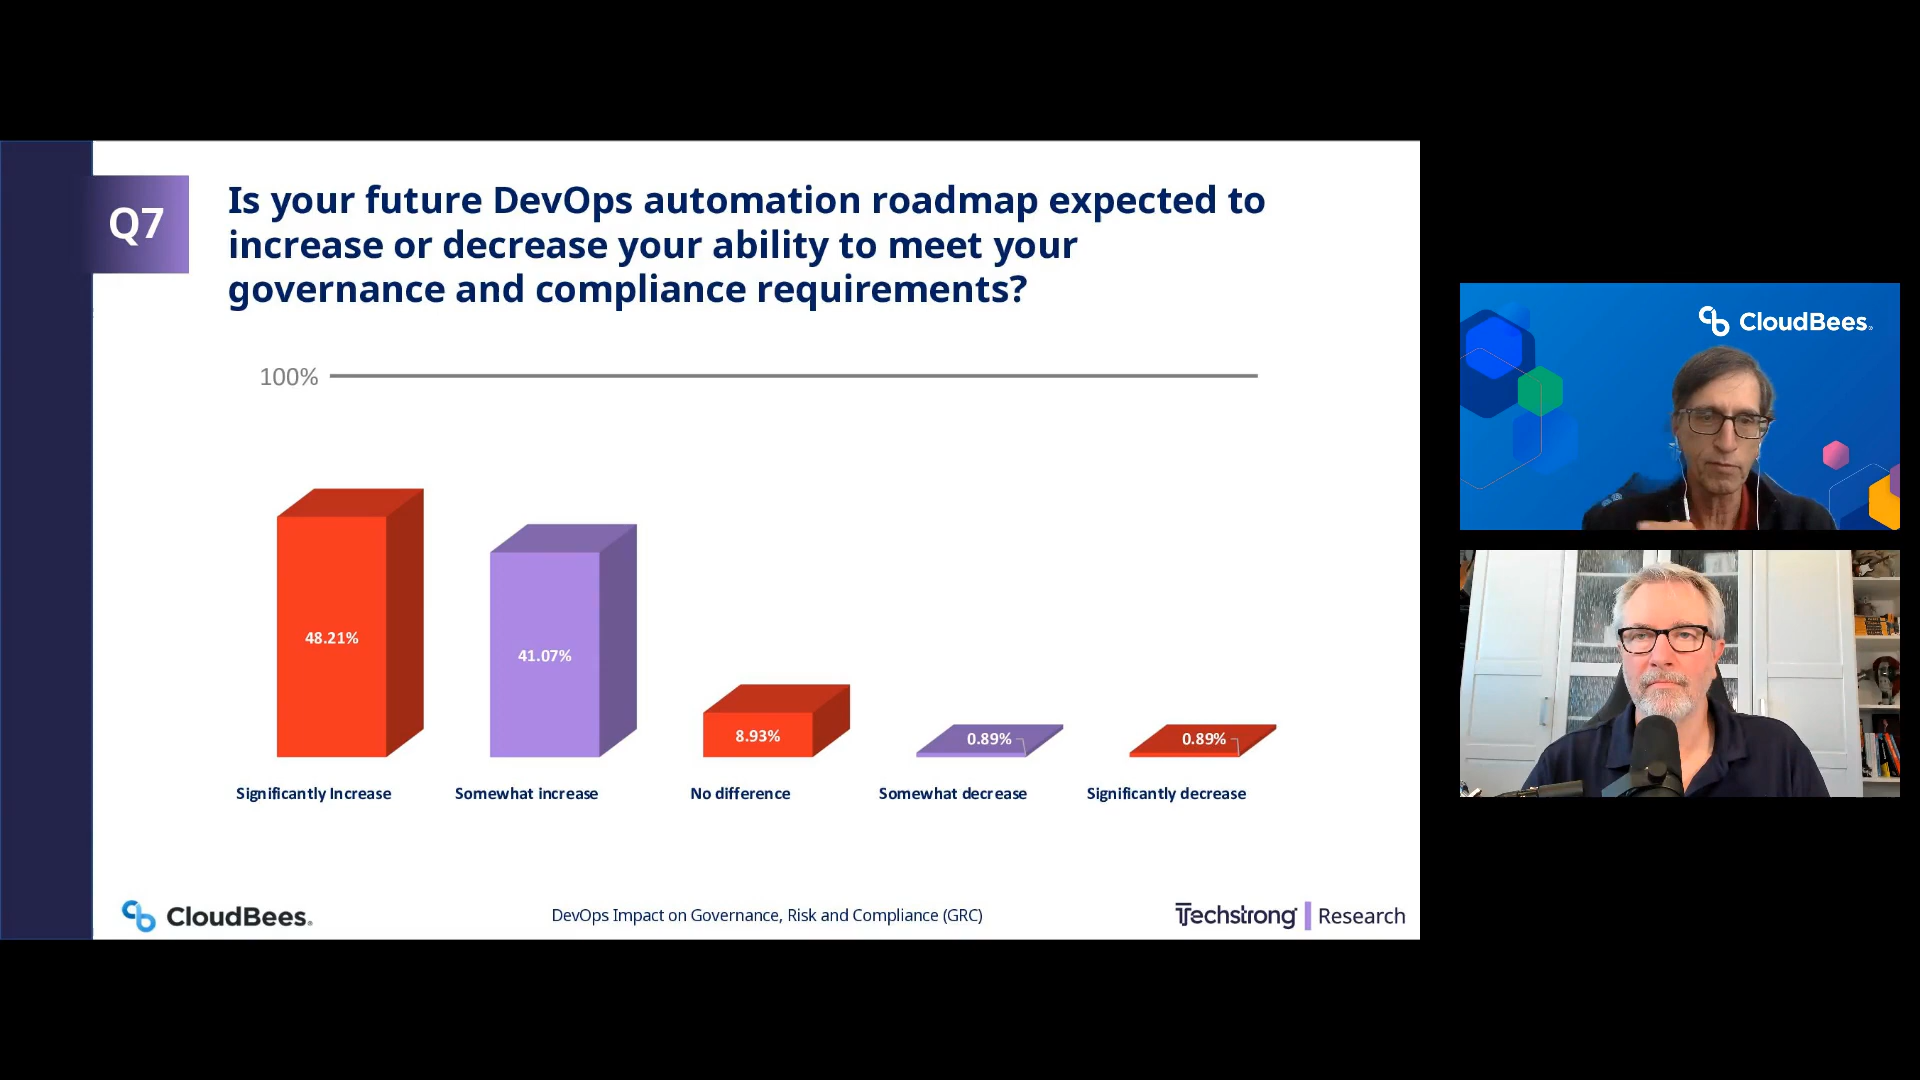 Q7
Is your future DevOps automation roadmap expected to
increase or decrease your ability to meet your
governance and compliance requirements?
100%
48.21%
41.07%
8.93%
0.89%
0.89%
Significantly Increase
Somewhat increase
No difference
Somewhat decrease
Significantly decrease
CloudBees.
DevOps Impact on Governance, Risk and Compliance (GRC)
Techstrong | Research
CloudBees.